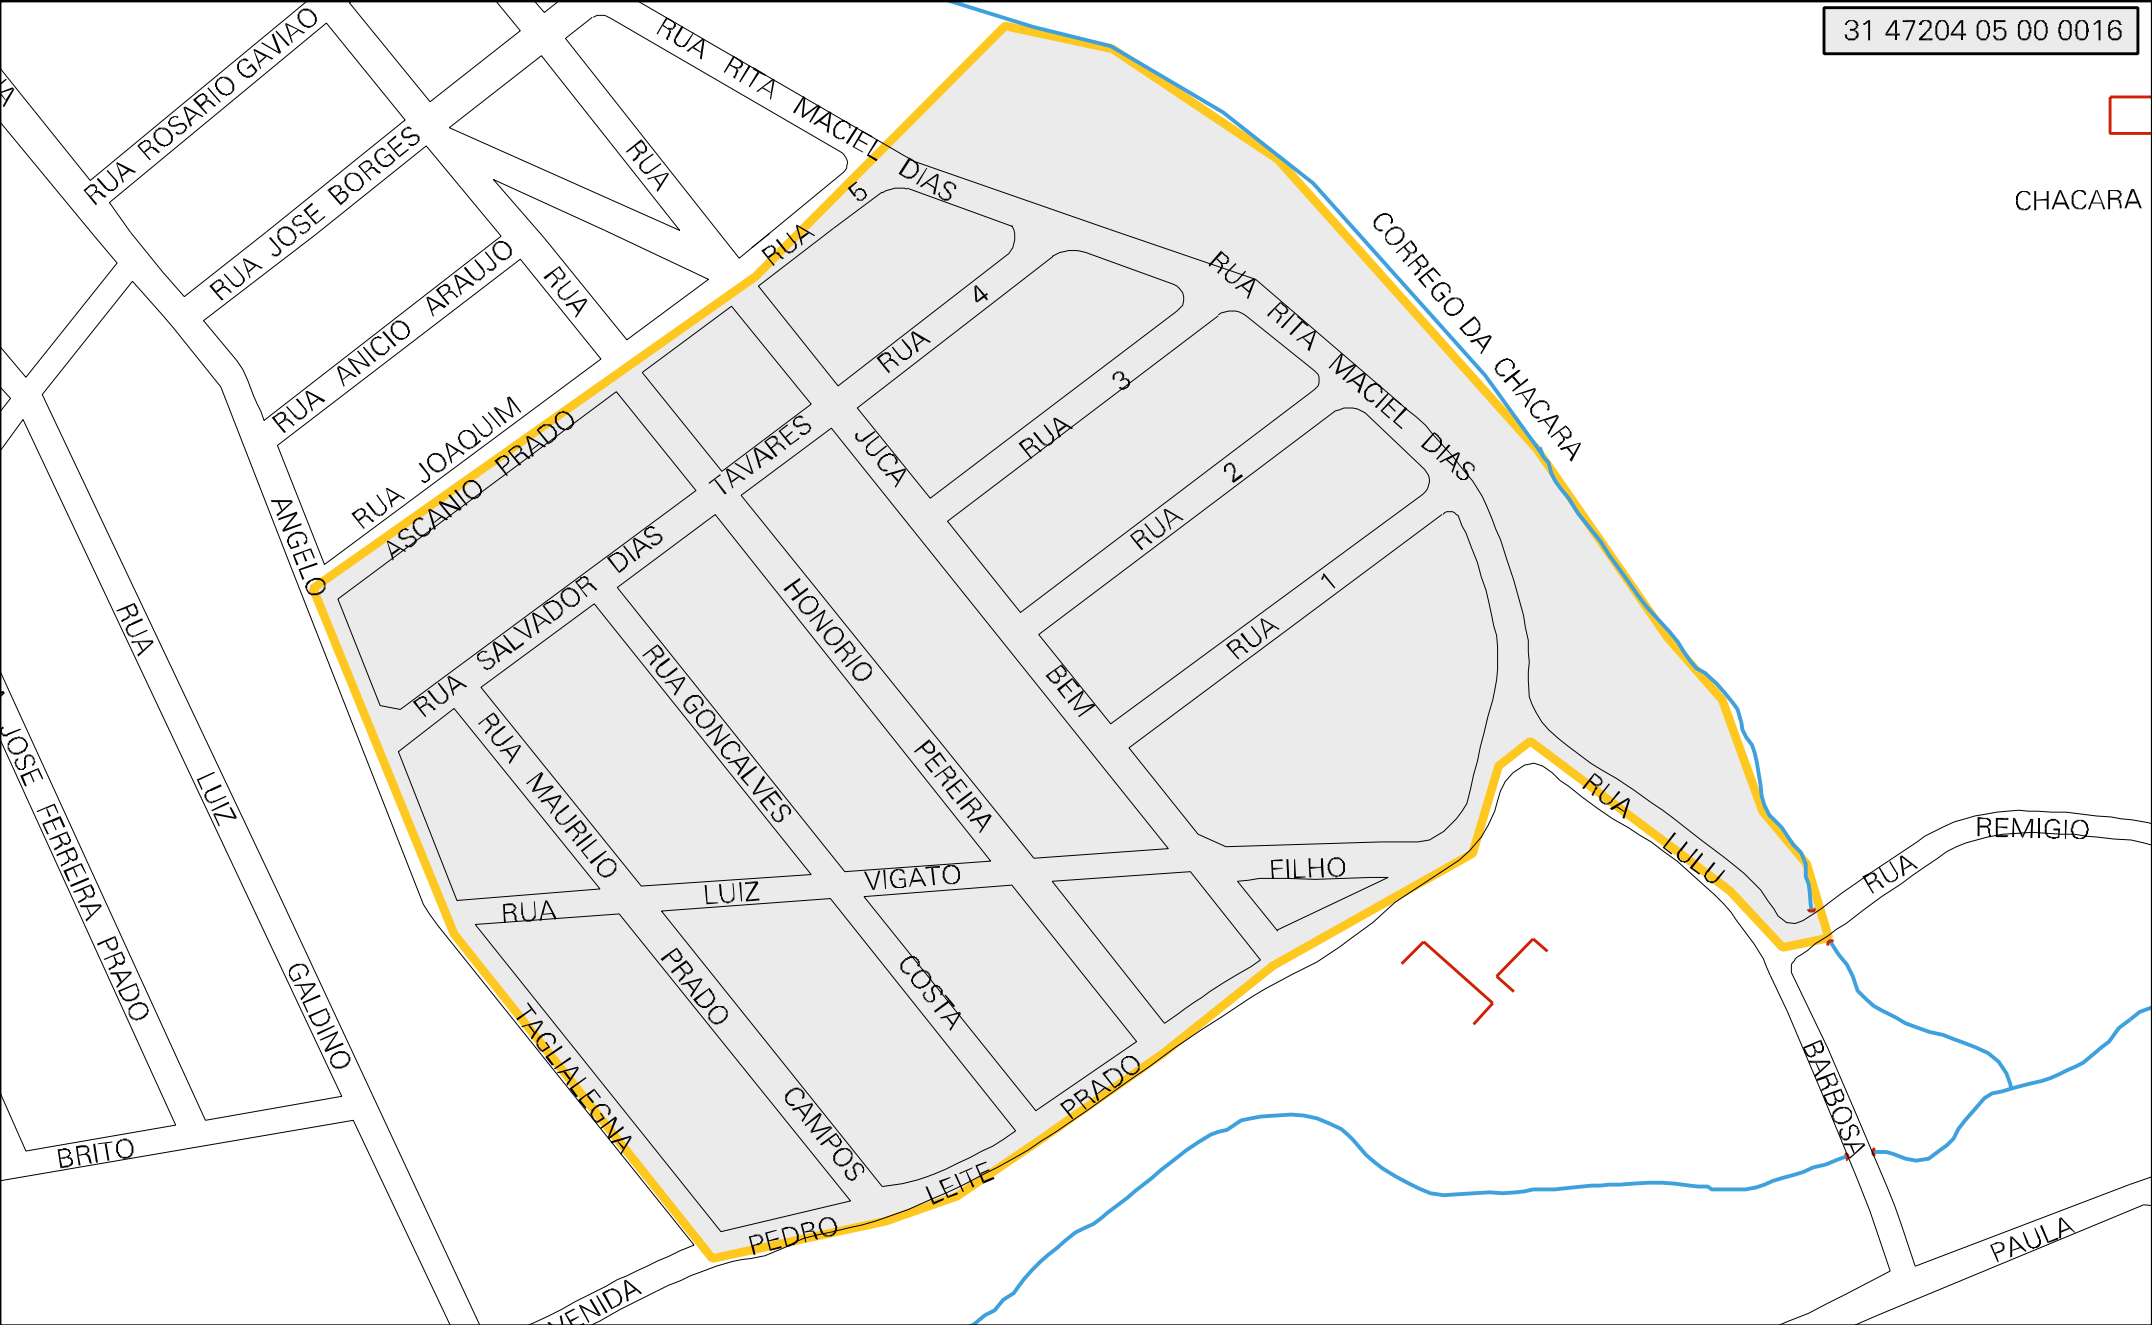 31 47204 05 00 0016
RUA ROSARIO GAVIAO
RUA JOSE BORGES
RUA ANICIO ARAUJO
RUA JOAQUIM
ASCANIO PRADO
RUA
RUA
RUA RITA MACIEL DIAS
RUA 5
RUA 4
RUA 3
RUA 2
RUA 1
RUA RITA MACIEL DIAS
CORREGO DA CHACARA
CHACARA
ANGELO
TAGLIALEGNA
RUA SALVADOR DIAS
TAVARES
JUCA
BEM
HONORIO
PEREIRA
RUA GONCALVES
COSTA
RUA MAURILIO
PRADO
CAMPOS
RUA LUIZ VIGATO FILHO
RUA LUIZ GALDINO
JOSE FERREIRA PRADO
BRITO
VENIDA
PEDRO LEITE PRADO
RUA LULU
BARBOSA
RUA REMIGIO
PAULA